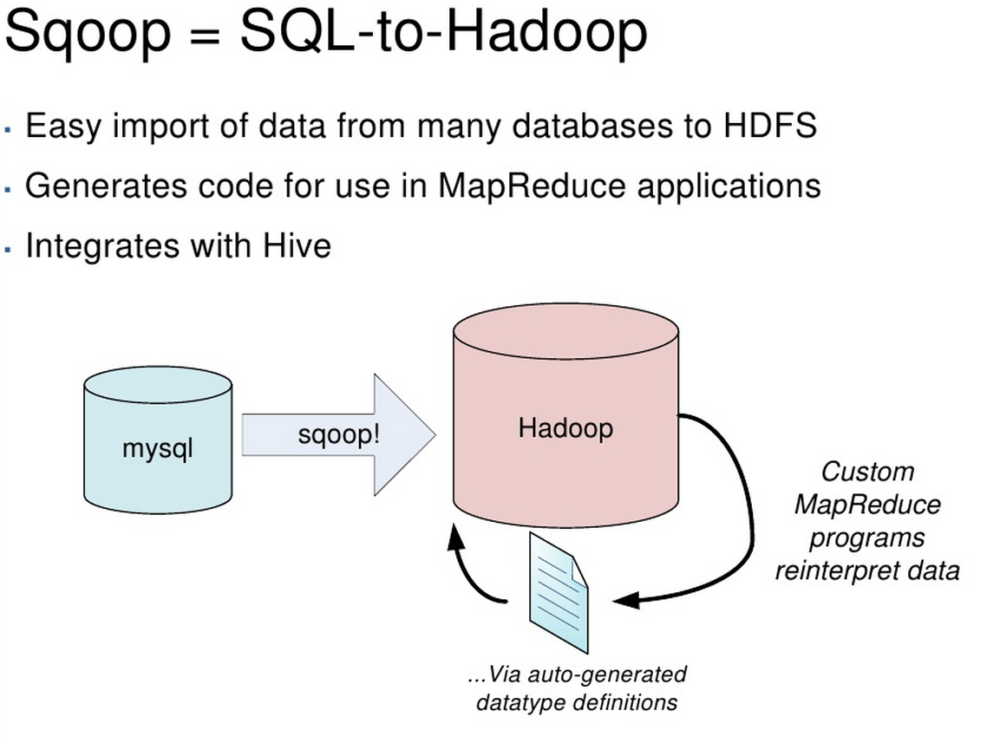 Sqoop = SQL-to-Hadoop
Easy import of data from many databases to HDFS
Generates code for use in MapReduce applications
Integrates with Hive
mysql
sqoop!
Hadoop
Custom
MapReduce
programs
reinterpret data
...Via auto-generated
datatype definitions